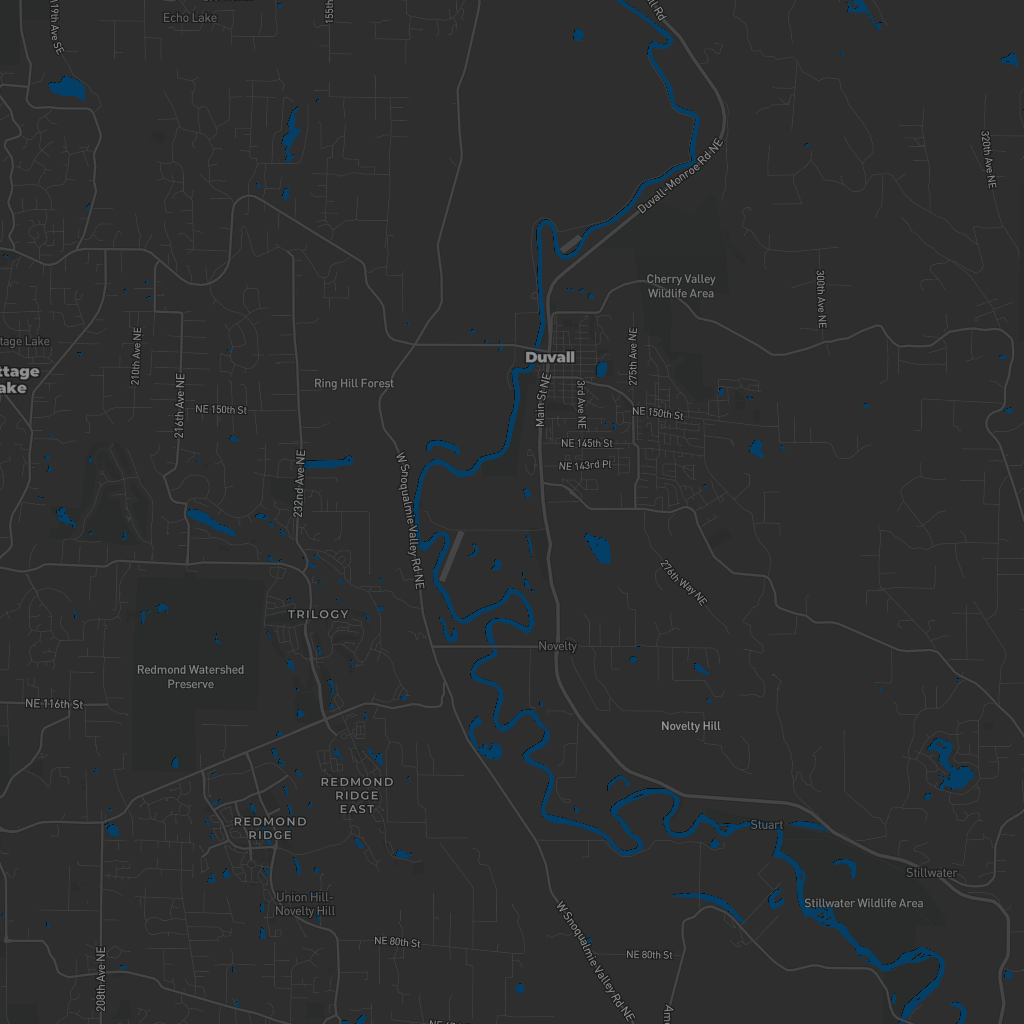 Echo Lake
155th
119th Ave SE
320th Ave NE
Duvall-Monroe Rd NE
Cherry Valley
Wildlife Area
300th Ave NE
210th Ave NE
ttage Lake
ttage
ake
Duvall
275th Ave NE
Ring Hill Forest
216th Ave NE
NE 150th St
Main St NE
3rd Ave NE
NE 150th St
NE 145th St
NE 143rd Pl
232nd Ave NE
W Snoqualmie Valley Rd NE
276th Way NE
TRILOGY
Novelty
Redmond Watershed
Preserve
NE 116th St
Novelty Hill
REDMOND
RIDGE
EAST
REDMOND
RIDGE
Stuart
Stillwater
Union Hill-
Novelty Hill
Stillwater Wildlife Area
NE 80th St
NE 80th St
W Snoqualmie Valley Rd NE
208th Ave NE